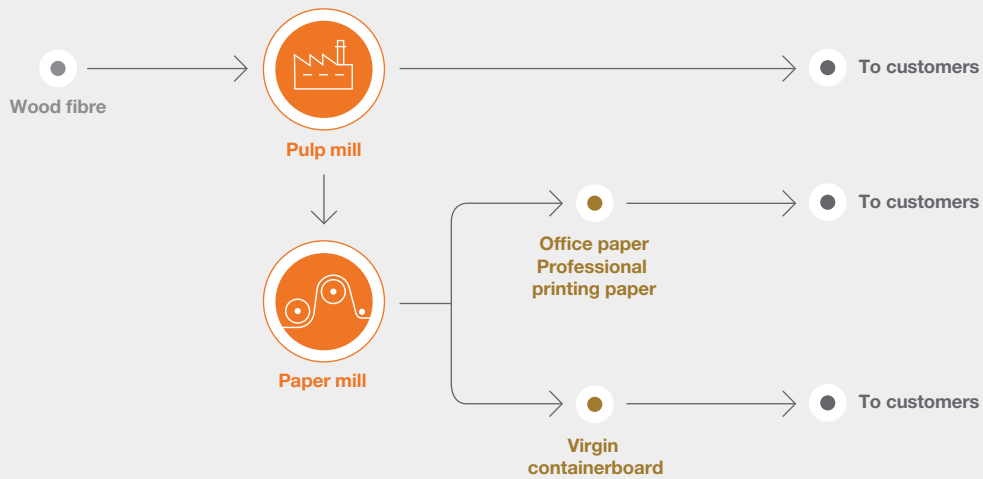 To customers
Wood fibre
Pulp mill
To customers
Office paper
Professional
printing paper
Paper mill
To customers
Virgin
containerboard